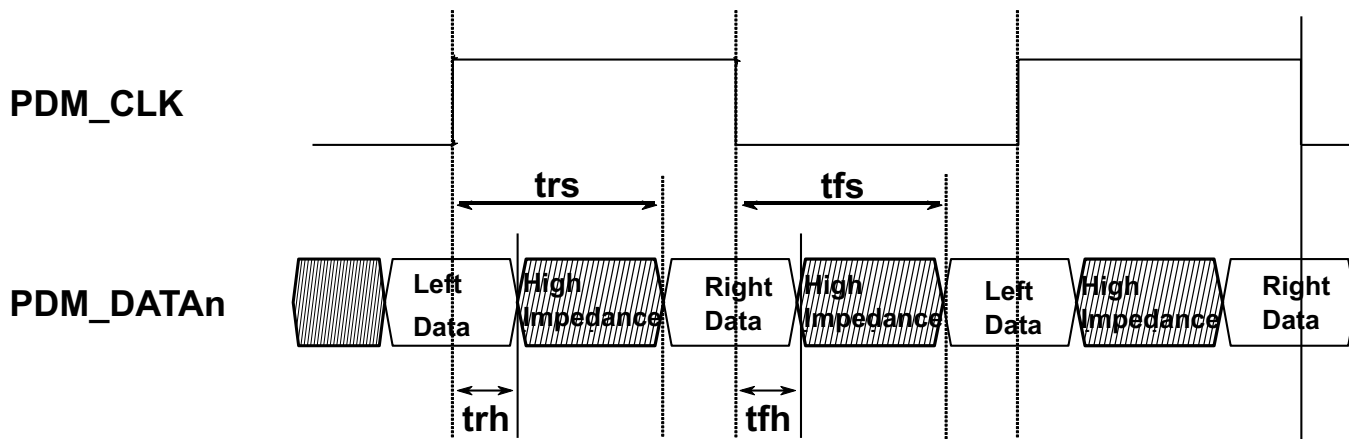 PDM_CLK
trs
tfs
PDM_DATAn
Left
Data
High
Impedance
Right
Data
High
Impedance
Left
Data
High
Impedance
Right
Data
trh
tfh